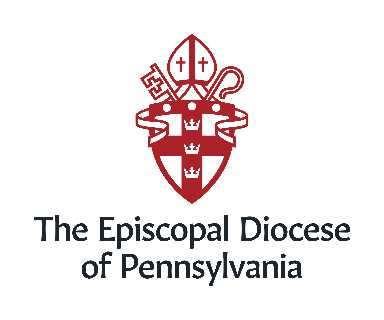 The Episcopal Diocese
of Pennsylvania